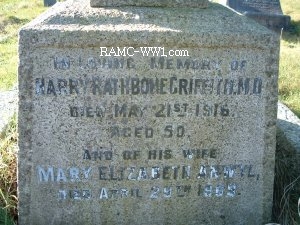 RAMC-WW1.com
IN LOVING MEMORY OF
HARRY RATHBONE GRIFFITH, M.D.
DIED MAY 21ST 1916.
AGED 50.
AND OF HIS WIFE
MARY ELIZABETH ANWYL,
DIED APRIL 29TH